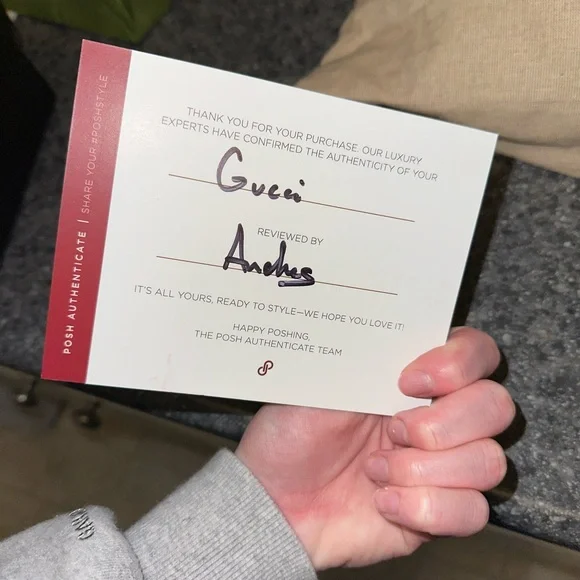 THANK YOU FOR YOUR PURCHASE. OUR LUXURY
EXPERTS HAVE CONFIRMED THE AUTHENTICITY OF YOUR
Gucci
REVIEWED BY
Andres
IT'S ALL YOURS, READY TO STYLE—WE HOPE YOU LOVE IT!
HAPPY POSHING,
THE POSH AUTHENTICATE TEAM
POSH AUTHENTICATE | SHARE YOUR #POSHSTYLE